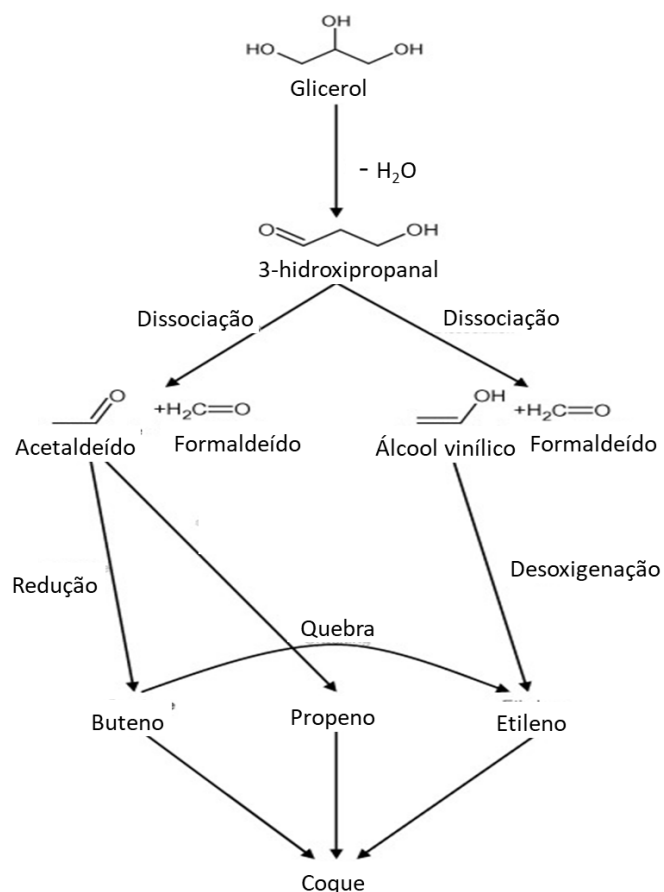 OH
HO OH
Glicerol
- H₂O
O OH
3-hidroxipropanal
Dissociação Dissociação
O OH
+H₂C=O +H₂C=O
Acetaldeído Formaldeído Álcool vinílico Formaldeído
Redução Desoxigenação
Quebra
Buteno Propeno Etileno
Coque